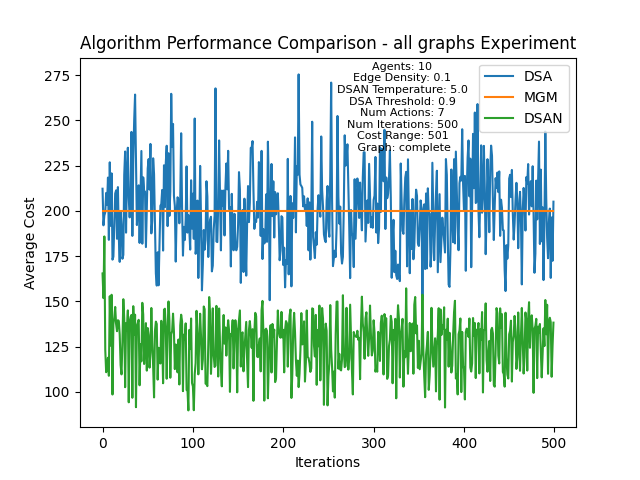 Algorithm Performance Comparison - all graphs Experiment
Agents: 10
Edge Density: 0.1
DSAN Temperature: 5.0
DSA Threshold: 0.9
Num Actions: 7
Num Iterations: 500
Cost Range: 501
Graph: complete
DSA
MGM
DSAN
Average Cost
275
250
225
200
175
150
125
100
0 100 200 300 400 500
Iterations